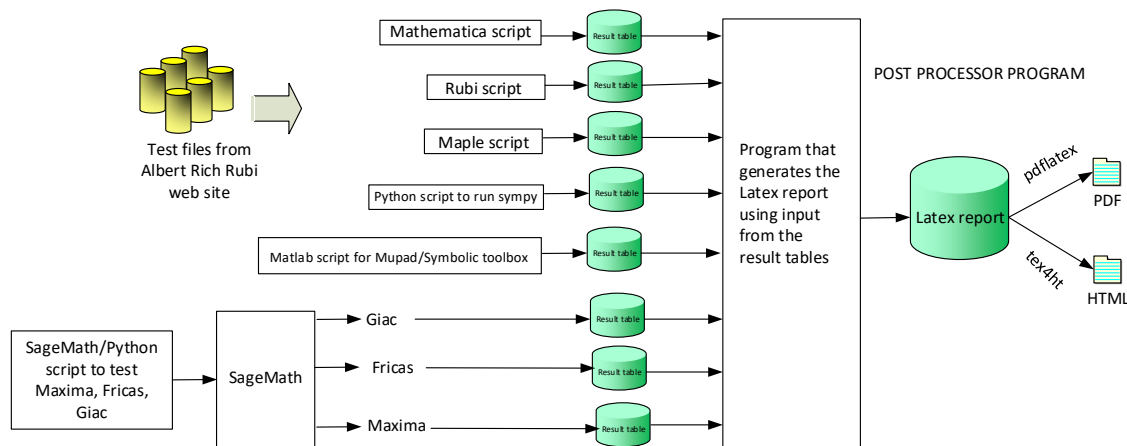 Mathematica script
Result table
Rubi script
Result table
Maple script
Result table
Python script to run sympy
Result table
Matlab script for Mupad/Symbolic toolbox
Result table
Test files from
Albert Rich Rubi
web site
SageMath/Python
script to test
Maxima, Fricas,
Giac
SageMath
Giac
Result table
Fricas
Result table
Maxima
Result table
Program that
generates the
Latex report
using input
from the
result tables
POST PROCESSOR PROGRAM
Latex report
pdflatex
PDF
tex4ht
HTML